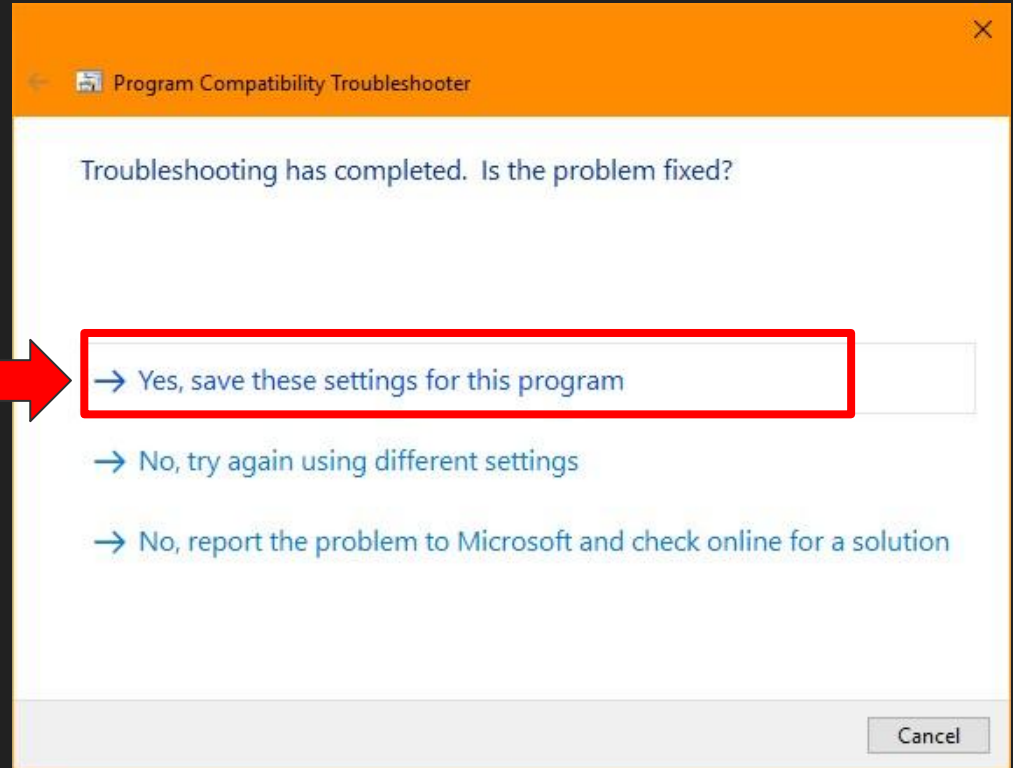 Program Compatibility Troubleshooter
Troubleshooting has completed. Is the problem fixed?
Yes, save these settings for this program
No, try again using different settings
No, report the problem to Microsoft and check online for a solution
Cancel